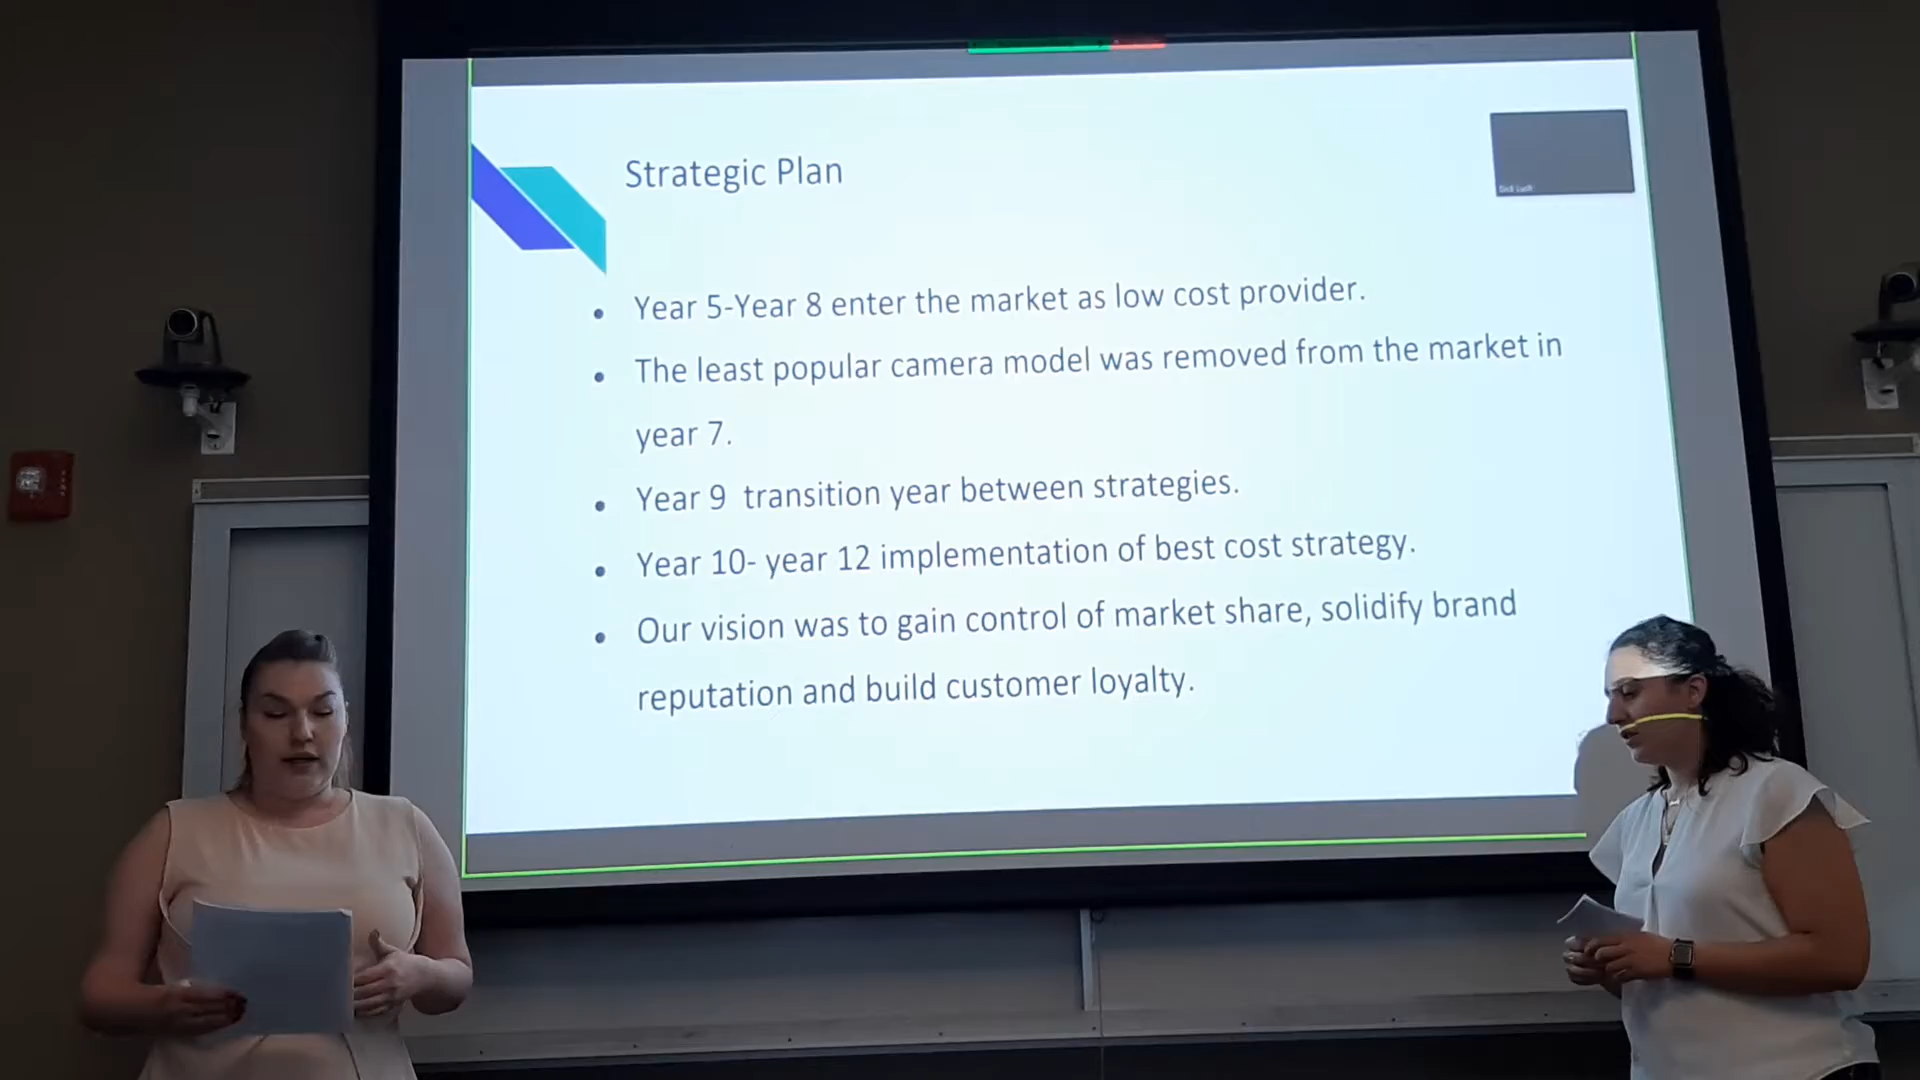 Strategic Plan
• Year 5-Year 8 enter the market as low cost provider.
• The least popular camera model was removed from the market in
year 7.
• Year 9 transition year between strategies.
• Year 10- year 12 implementation of best cost strategy.
• Our vision was to gain control of market share, solidify brand
reputation and build customer loyalty.